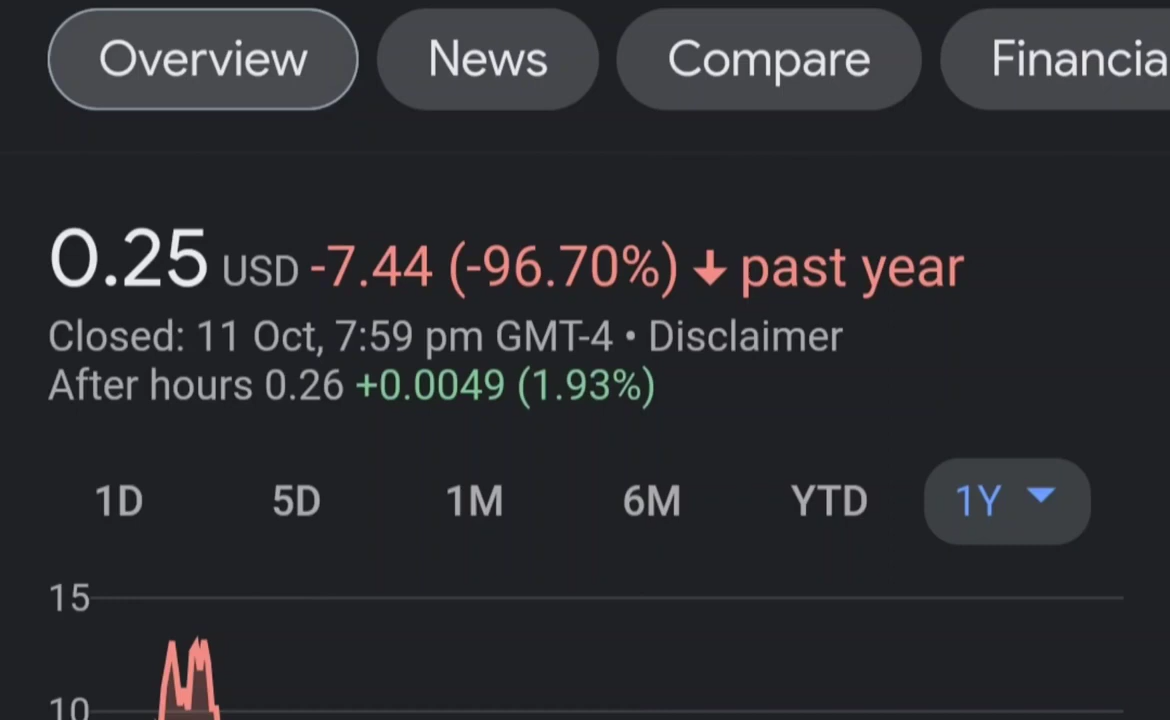 Overview News Compare Financia
0.25 USD -7.44 (-96.70%) ↓ past year
Closed: 11 Oct, 7:59 pm GMT-4 • Disclaimer
After hours 0.26 +0.0049 (1.93%)
1D 5D 1M 6M YTD 1Y
15
10